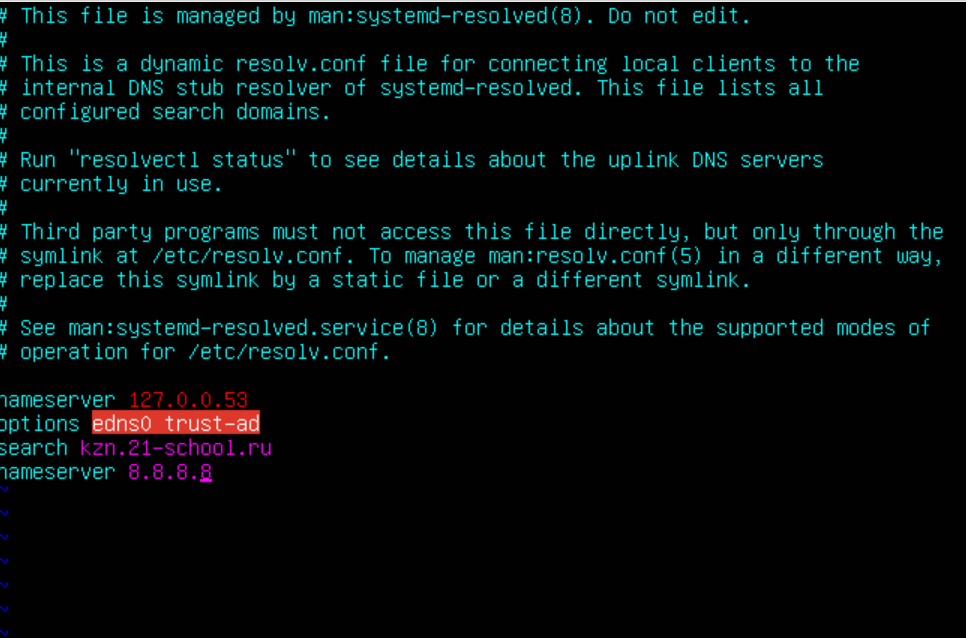 # This file is managed by man:systemd-resolved(8). Do not edit.
#
# This is a dynamic resolv.conf file for connecting local clients to the
# internal DNS stub resolver of systemd-resolved. This file lists all
# configured search domains.
#
# Run "resolvectl status" to see details about the uplink DNS servers
# currently in use.
#
# Third party programs must not access this file directly, but only through the
# symlink at /etc/resolv.conf. To manage man:resolv.conf(5) in a different way,
# replace this symlink by a static file or a different symlink.
#
# See man:systemd-resolved.service(8) for details about the supported modes of
# operation for /etc/resolv.conf.
nameserver 127.0.0.53
options edns0 trust-ad
search kzn.21-school.ru
nameserver 8.8.8.8
~
~
~
~
~
~
~